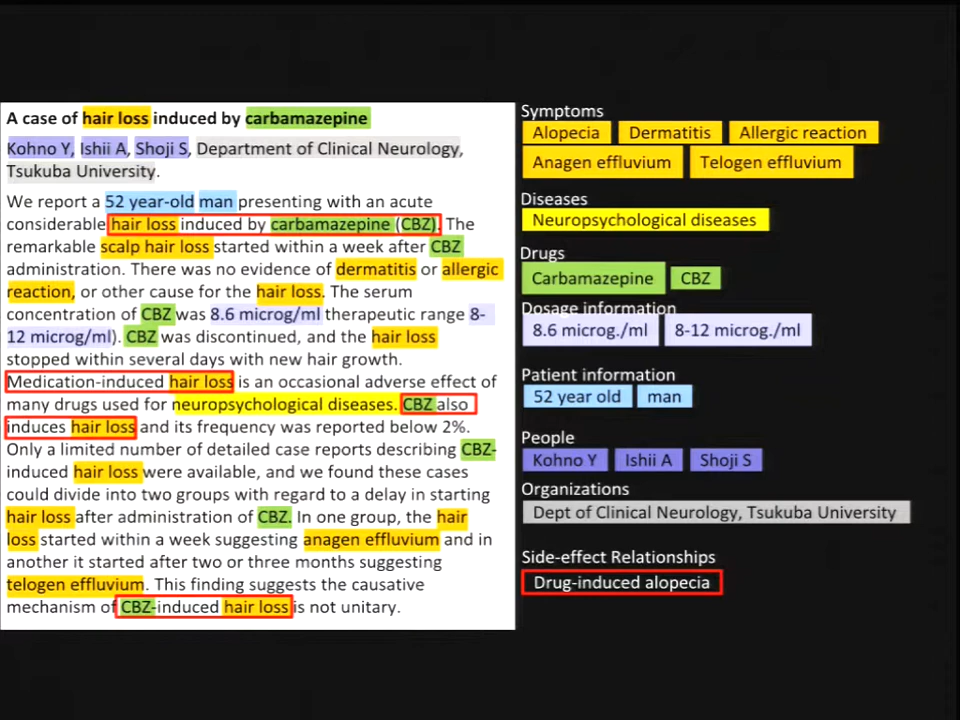 A case of hair loss induced by carbamazepine
Kohno Y, Ishii A, Shoji S, Department of Clinical Neurology,
Tsukuba University.
We report a 52 year-old man presenting with an acute
considerable hair loss induced by carbamazepine (CBZ). The
remarkable scalp hair loss started within a week after CBZ
administration. There was no evidence of dermatitis or allergic
reaction, or other cause for the hair loss. The serum
concentration of CBZ was 8.6 microg/ml therapeutic range 8-
12 microg/ml). CBZ was discontinued, and the hair loss
stopped within several days with new hair growth.
Medication-induced hair loss is an occasional adverse effect of
many drugs used for neuropsychological diseases. CBZ also
induces hair loss and its frequency was reported below 2%.
Only a limited number of detailed case reports describing CBZ-
induced hair loss were available, and we found these cases
could divide into two groups with regard to a delay in starting
hair loss after administration of CBZ. In one group, the hair
loss started within a week suggesting anagen effluvium and in
another it started after two or three months suggesting
telogen effluvium. This finding suggests the causative
mechanism of CBZ-induced hair loss is not unitary.
Symptoms
Alopecia Dermatitis Allergic reaction
Anagen effluvium Telogen effluvium
Diseases
Neuropsychological diseases
Drugs
Carbamazepine CBZ
Dosage information
8.6 microg./ml 8-12 microg./ml
Patient information
52 year old man
People
Kohno Y Ishii A Shoji S
Organizations
Dept of Clinical Neurology, Tsukuba University
Side-effect Relationships
Drug-induced alopecia